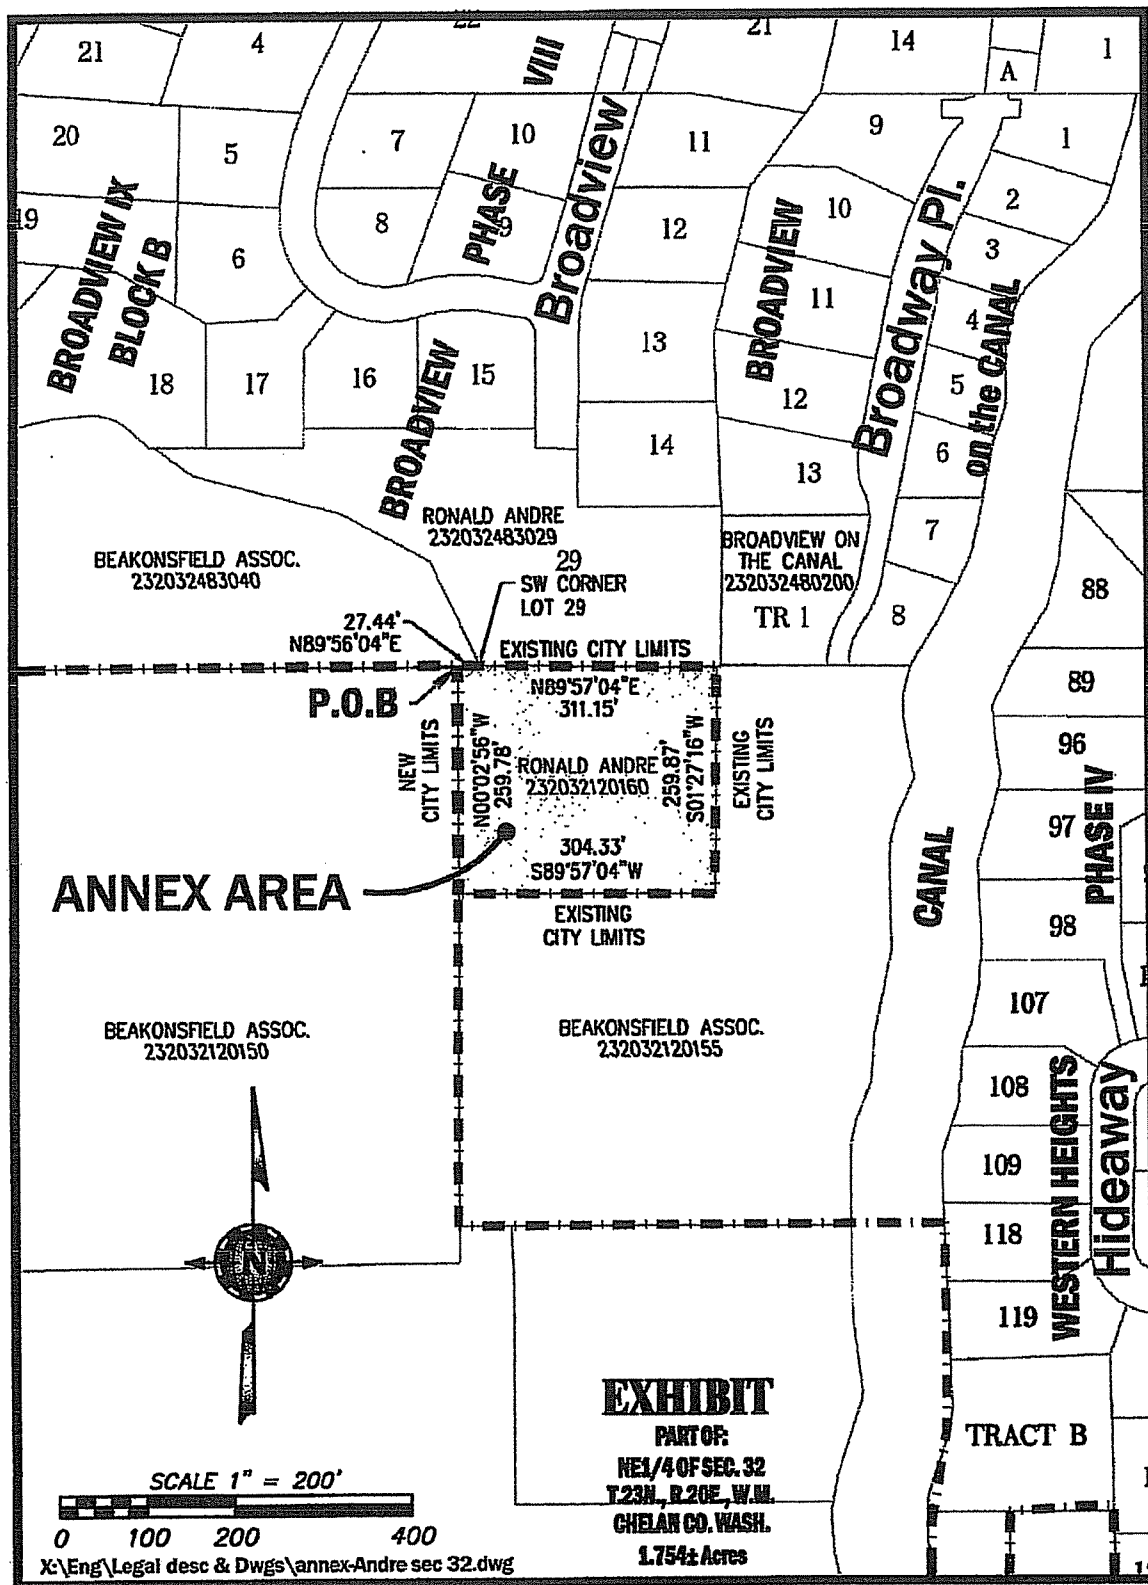 22
21
14
21
4
VIII
A
1
20
5
7
10
11
9
1
19
BROADVIEW IX
BLOCK B
6
8
PHASE
9
Broadview
12
BROADVIEW
10
Broadway Pl.
2
3
11
4
on the CANAL
18
17
16
15
13
12
5
BROADVIEW
14
13
6
7
8
RONALD ANDRE
232032483029
29
BEAKONSFIELD ASSOC.
232032483040
BROADVIEW ON
THE CANAL
232032480200
TR 1
88
SW CORNER
LOT 29
27.44'
N89°56'04"E
EXISTING CITY LIMITS
P.O.B
N89°57'04"E
311.15'
89
NEW
CITY LIMITS
N00°02'56"W
259.78'
RONALD ANDRE
232032120160
259.87'
S01°27'16"W
EXISTING
CITY LIMITS
96
97
PHASE IV
304.33'
S89°57'04"W
ANNEX AREA
EXISTING
CITY LIMITS
CANAL
98
107
BEAKONSFIELD ASSOC.
232032120150
BEAKONSFIELD ASSOC.
232032120155
108
WESTERN HEIGHTS
Hideaway
109
118
119
N
TRACT B
EXHIBIT
PART OF:
NE1/4 OF SEC. 32
T.23N., R.20E., W.M.
CHELAN CO. WASH.
1.754± Acres
SCALE 1" = 200'
0 100 200 400
X:\Eng\Legal desc & Dwgs\annex-Andre sec 32.dwg